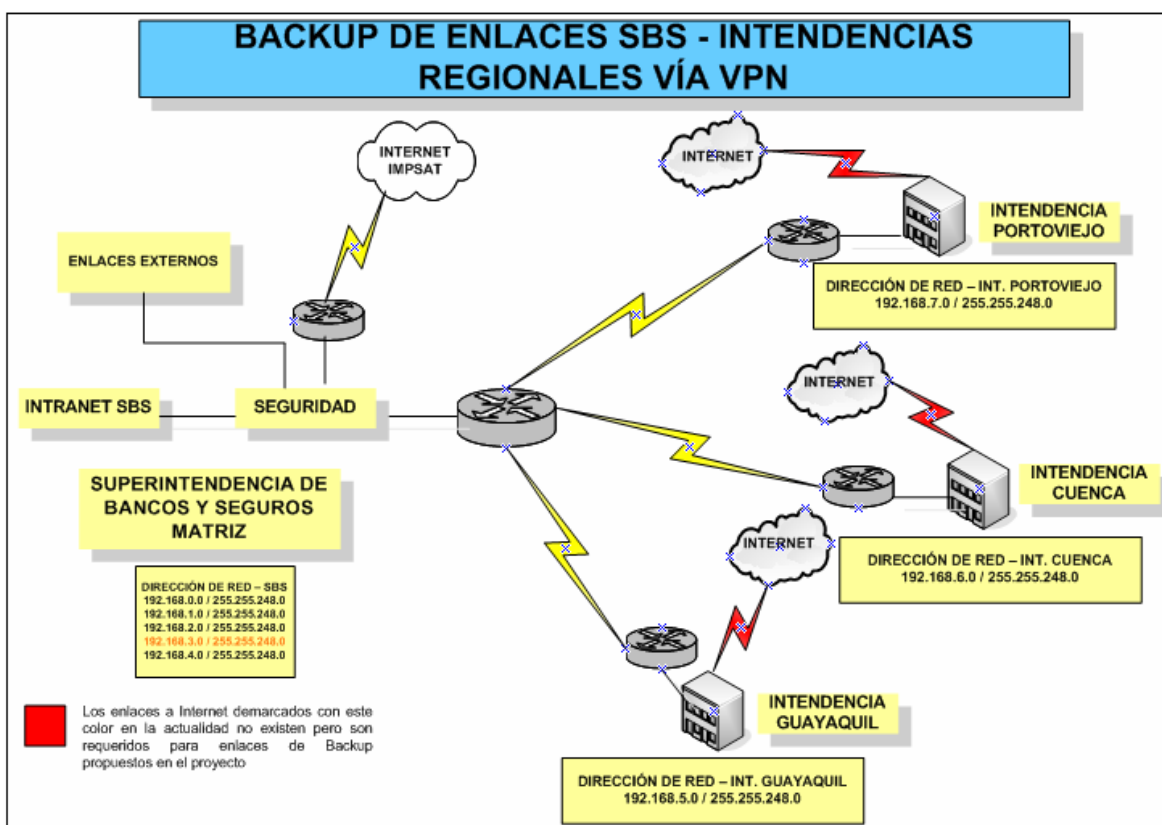 BACKUP DE ENLACES SBS - INTENDENCIAS
REGIONALES VÍA VPN
INTERNET
IMPSAT
INTERNET
INTENDENCIA
PORTOVIEJO
ENLACES EXTERNOS
DIRECCIÓN DE RED – INT. PORTOVIEJO
192.168.7.0 / 255.255.248.0
INTERNET
INTRANET SBS
SEGURIDAD
INTENDENCIA
CUENCA
SUPERINTENDENCIA DE
BANCOS Y SEGUROS
MATRIZ
INTERNET
DIRECCIÓN DE RED – INT. CUENCA
192.168.6.0 / 255.255.248.0
DIRECCIÓN DE RED – SBS
192.168.0.0 / 255.255.248.0
192.168.1.0 / 255.255.248.0
192.168.2.0 / 255.255.248.0
192.168.3.0 / 255.255.248.0
192.168.4.0 / 255.255.248.0
Los enlaces a Internet demarcados con este
color en la actualidad no existen pero son
requeridos para enlaces de Backup
propuestos en el proyecto
INTENDENCIA
GUAYAQUIL
DIRECCIÓN DE RED – INT. GUAYAQUIL
192.168.5.0 / 255.255.248.0